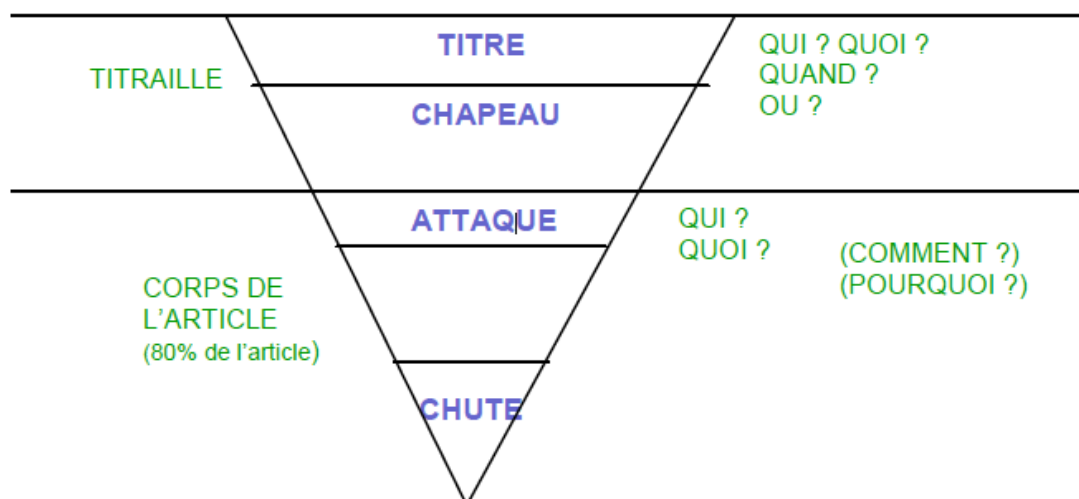 TITRE
QUI ? QUOI ?
TITRAILLE
QUAND ?
OU ?
CHAPEAU
ATTAQUE
QUI ?
QUOI ?
(COMMENT ?)
(POURQUOI ?)
CORPS DE
L'ARTICLE
(80% de l'article)
CHUTE